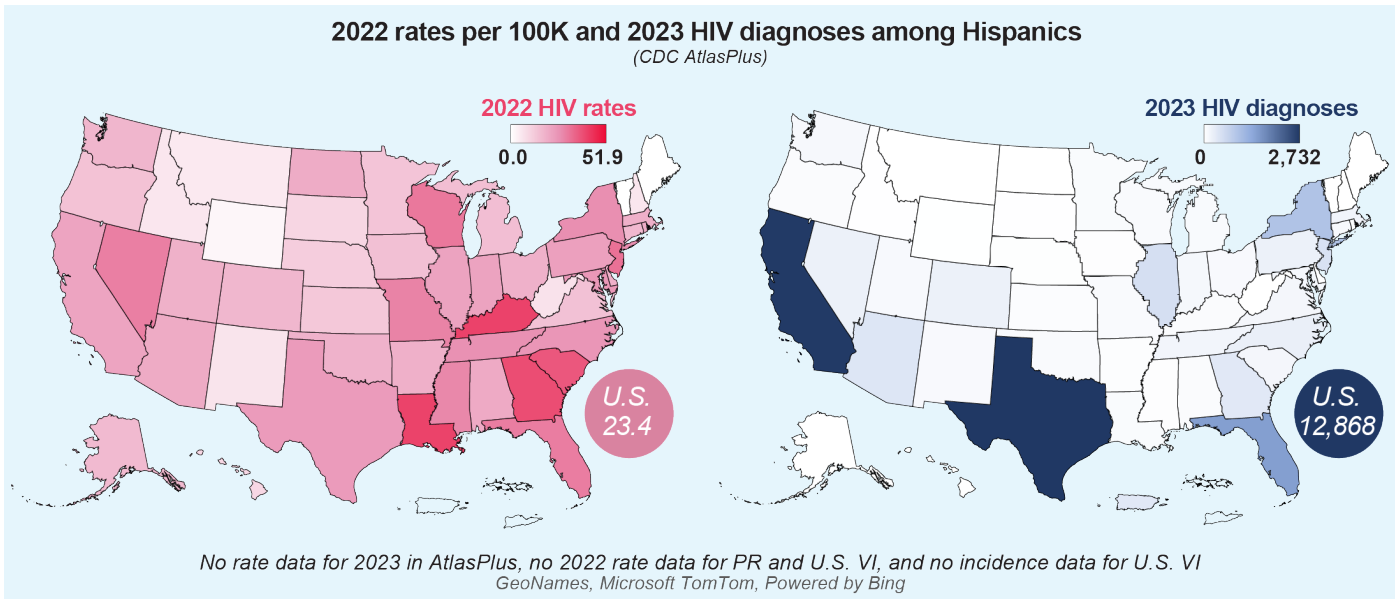 2022 rates per 100K and 2023 HIV diagnoses among Hispanics
(CDC AtlasPlus)
2022 HIV rates
0.0 51.9
U.S.
23.4
2023 HIV diagnoses
0 2,732
U.S.
12,868
No rate data for 2023 in AtlasPlus, no 2022 rate data for PR and U.S. VI, and no incidence data for U.S. VI
GeoNames, Microsoft TomTom, Powered by Bing